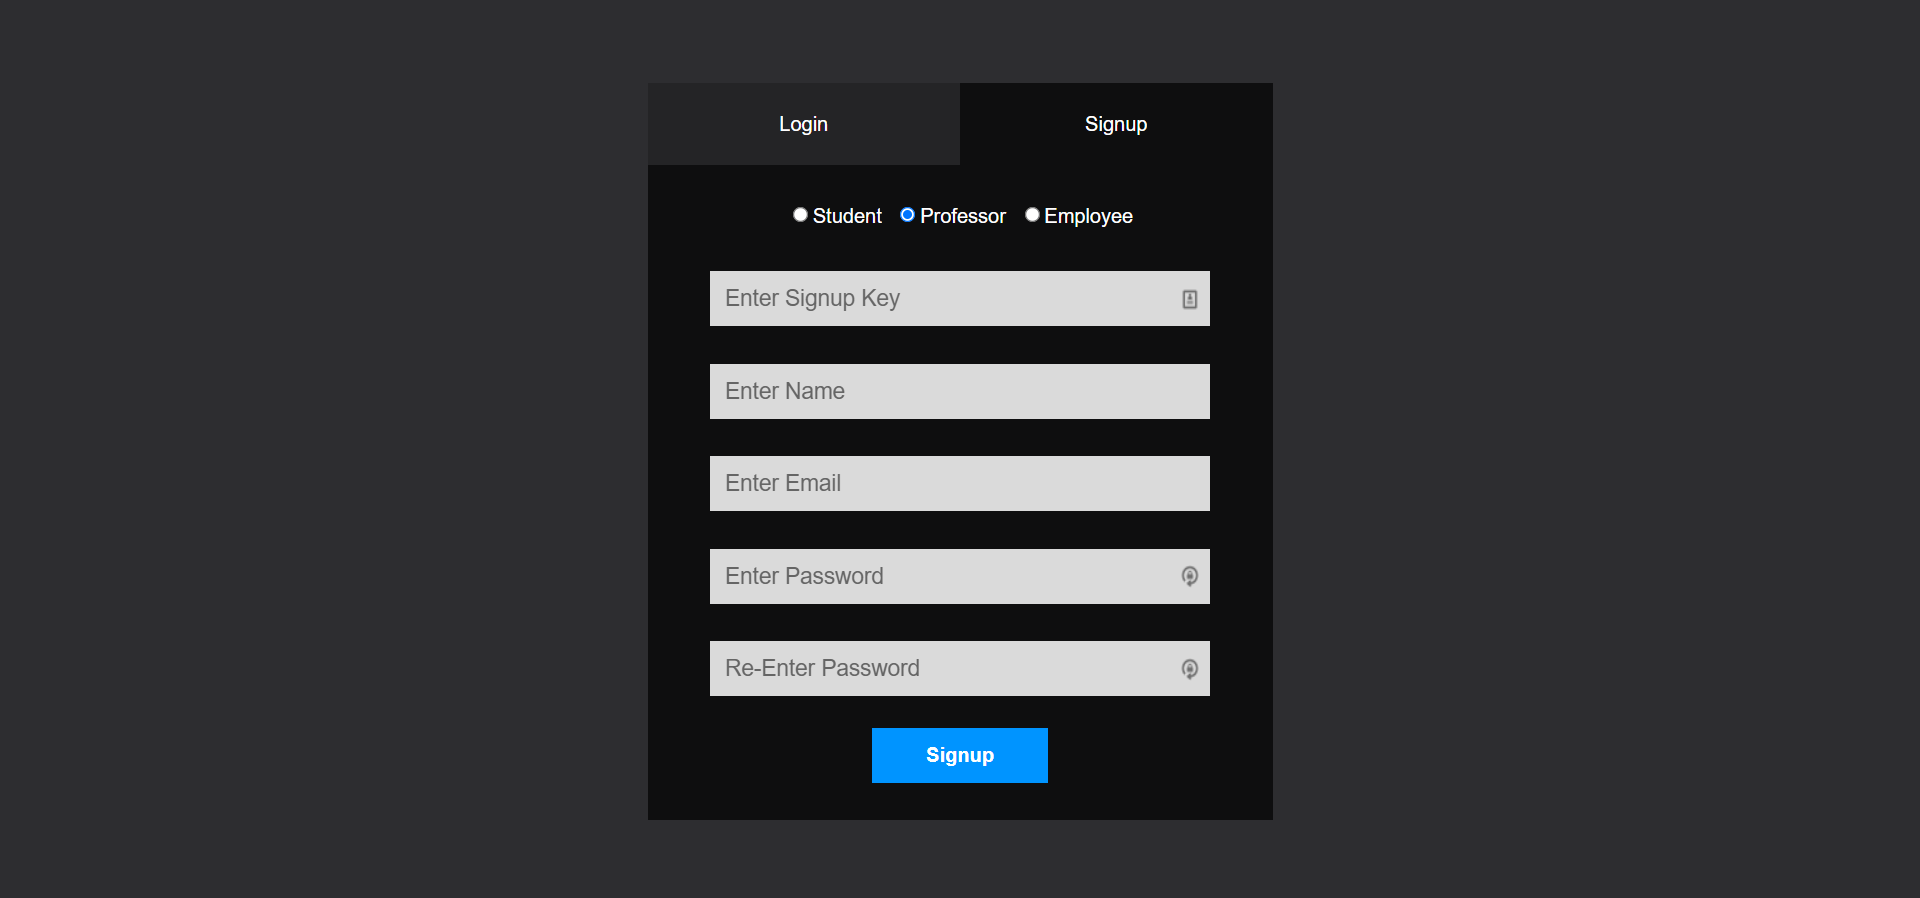 Login Signup
Student Professor Employee
Enter Signup Key
Enter Name
Enter Email
Enter Password
Re-Enter Password
Signup